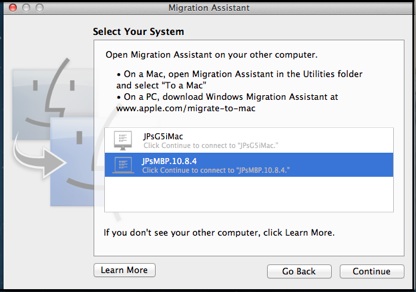 Migration Assistant
Select Your System
Open Migration Assistant on your other computer.
• On a Mac, open Migration Assistant in the Utilities folder
and select "To a Mac"
• On a PC, download Windows Migration Assistant at
www.apple.com/migrate-to-mac
JPsG5iMac
Click Continue to connect to "JPsG5iMac."
JPsMBP.10.8.4
Click Continue to connect to "JPsMBP.10.8.4."
If you don't see your other computer, click Learn More.
Learn More
Go Back
Continue